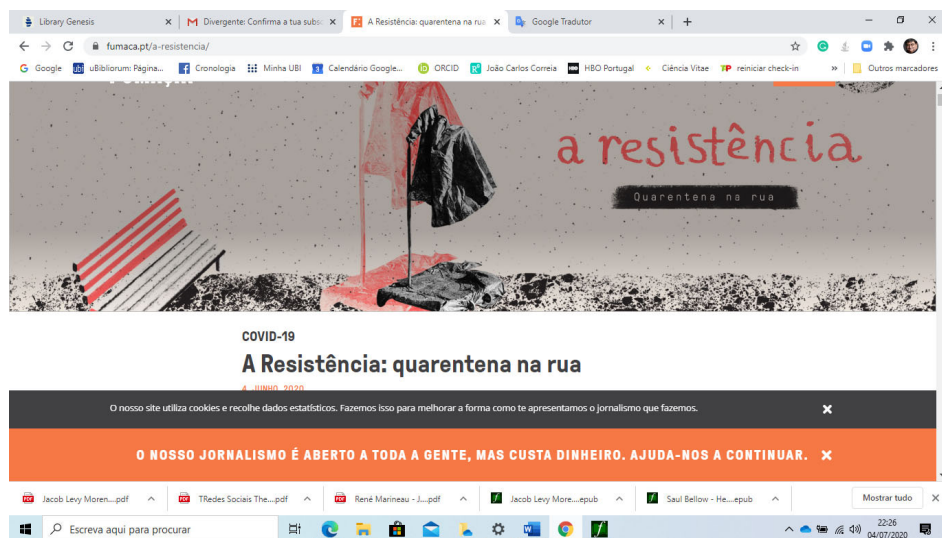 Library Genesis
Divergente: Confirma a tua subs
A Resistência: quarentena na rua
Google Tradutor
fumaca.pt/a-resistencia/
Google
ubi
uBibliorum: Página...
Cronologia
Minha UBI
Calendário Google...
ORCID
João Carlos Correia
HBO Portugal
Ciência Vitae
TP reiniciar check-in
Outros marcadores
a resistência
Quarentena na rua
COVID-19
A Resistência: quarentena na rua
4 JUNHO, 2020
O nosso site utiliza cookies e recolhe dados estatísticos. Fazemos isso para melhorar a forma como te apresentamos o jornalismo que fazemos.
O NOSSO JORNALISMO É ABERTO A TODA A GENTE, MAS CUSTA DINHEIRO. AJUDA-NOS A CONTINUAR.
Jacob Levy Moren....pdf
TRedes Sociais The....pdf
René Marineau - J....pdf
Jacob Levy More....epub
Saul Bellow - He....epub
Mostrar tudo
Escreva aqui para procurar
22:26
04/07/2020